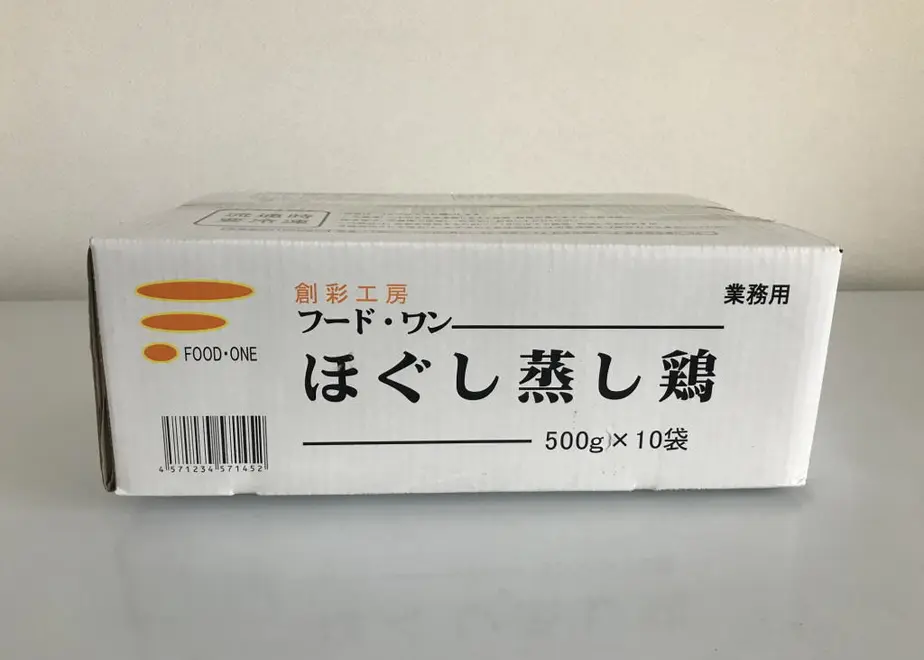 創彩工房
フード・ワン
業務用
FOOD・ONE
ほぐし蒸し鶏
500g×10袋
4571234571452